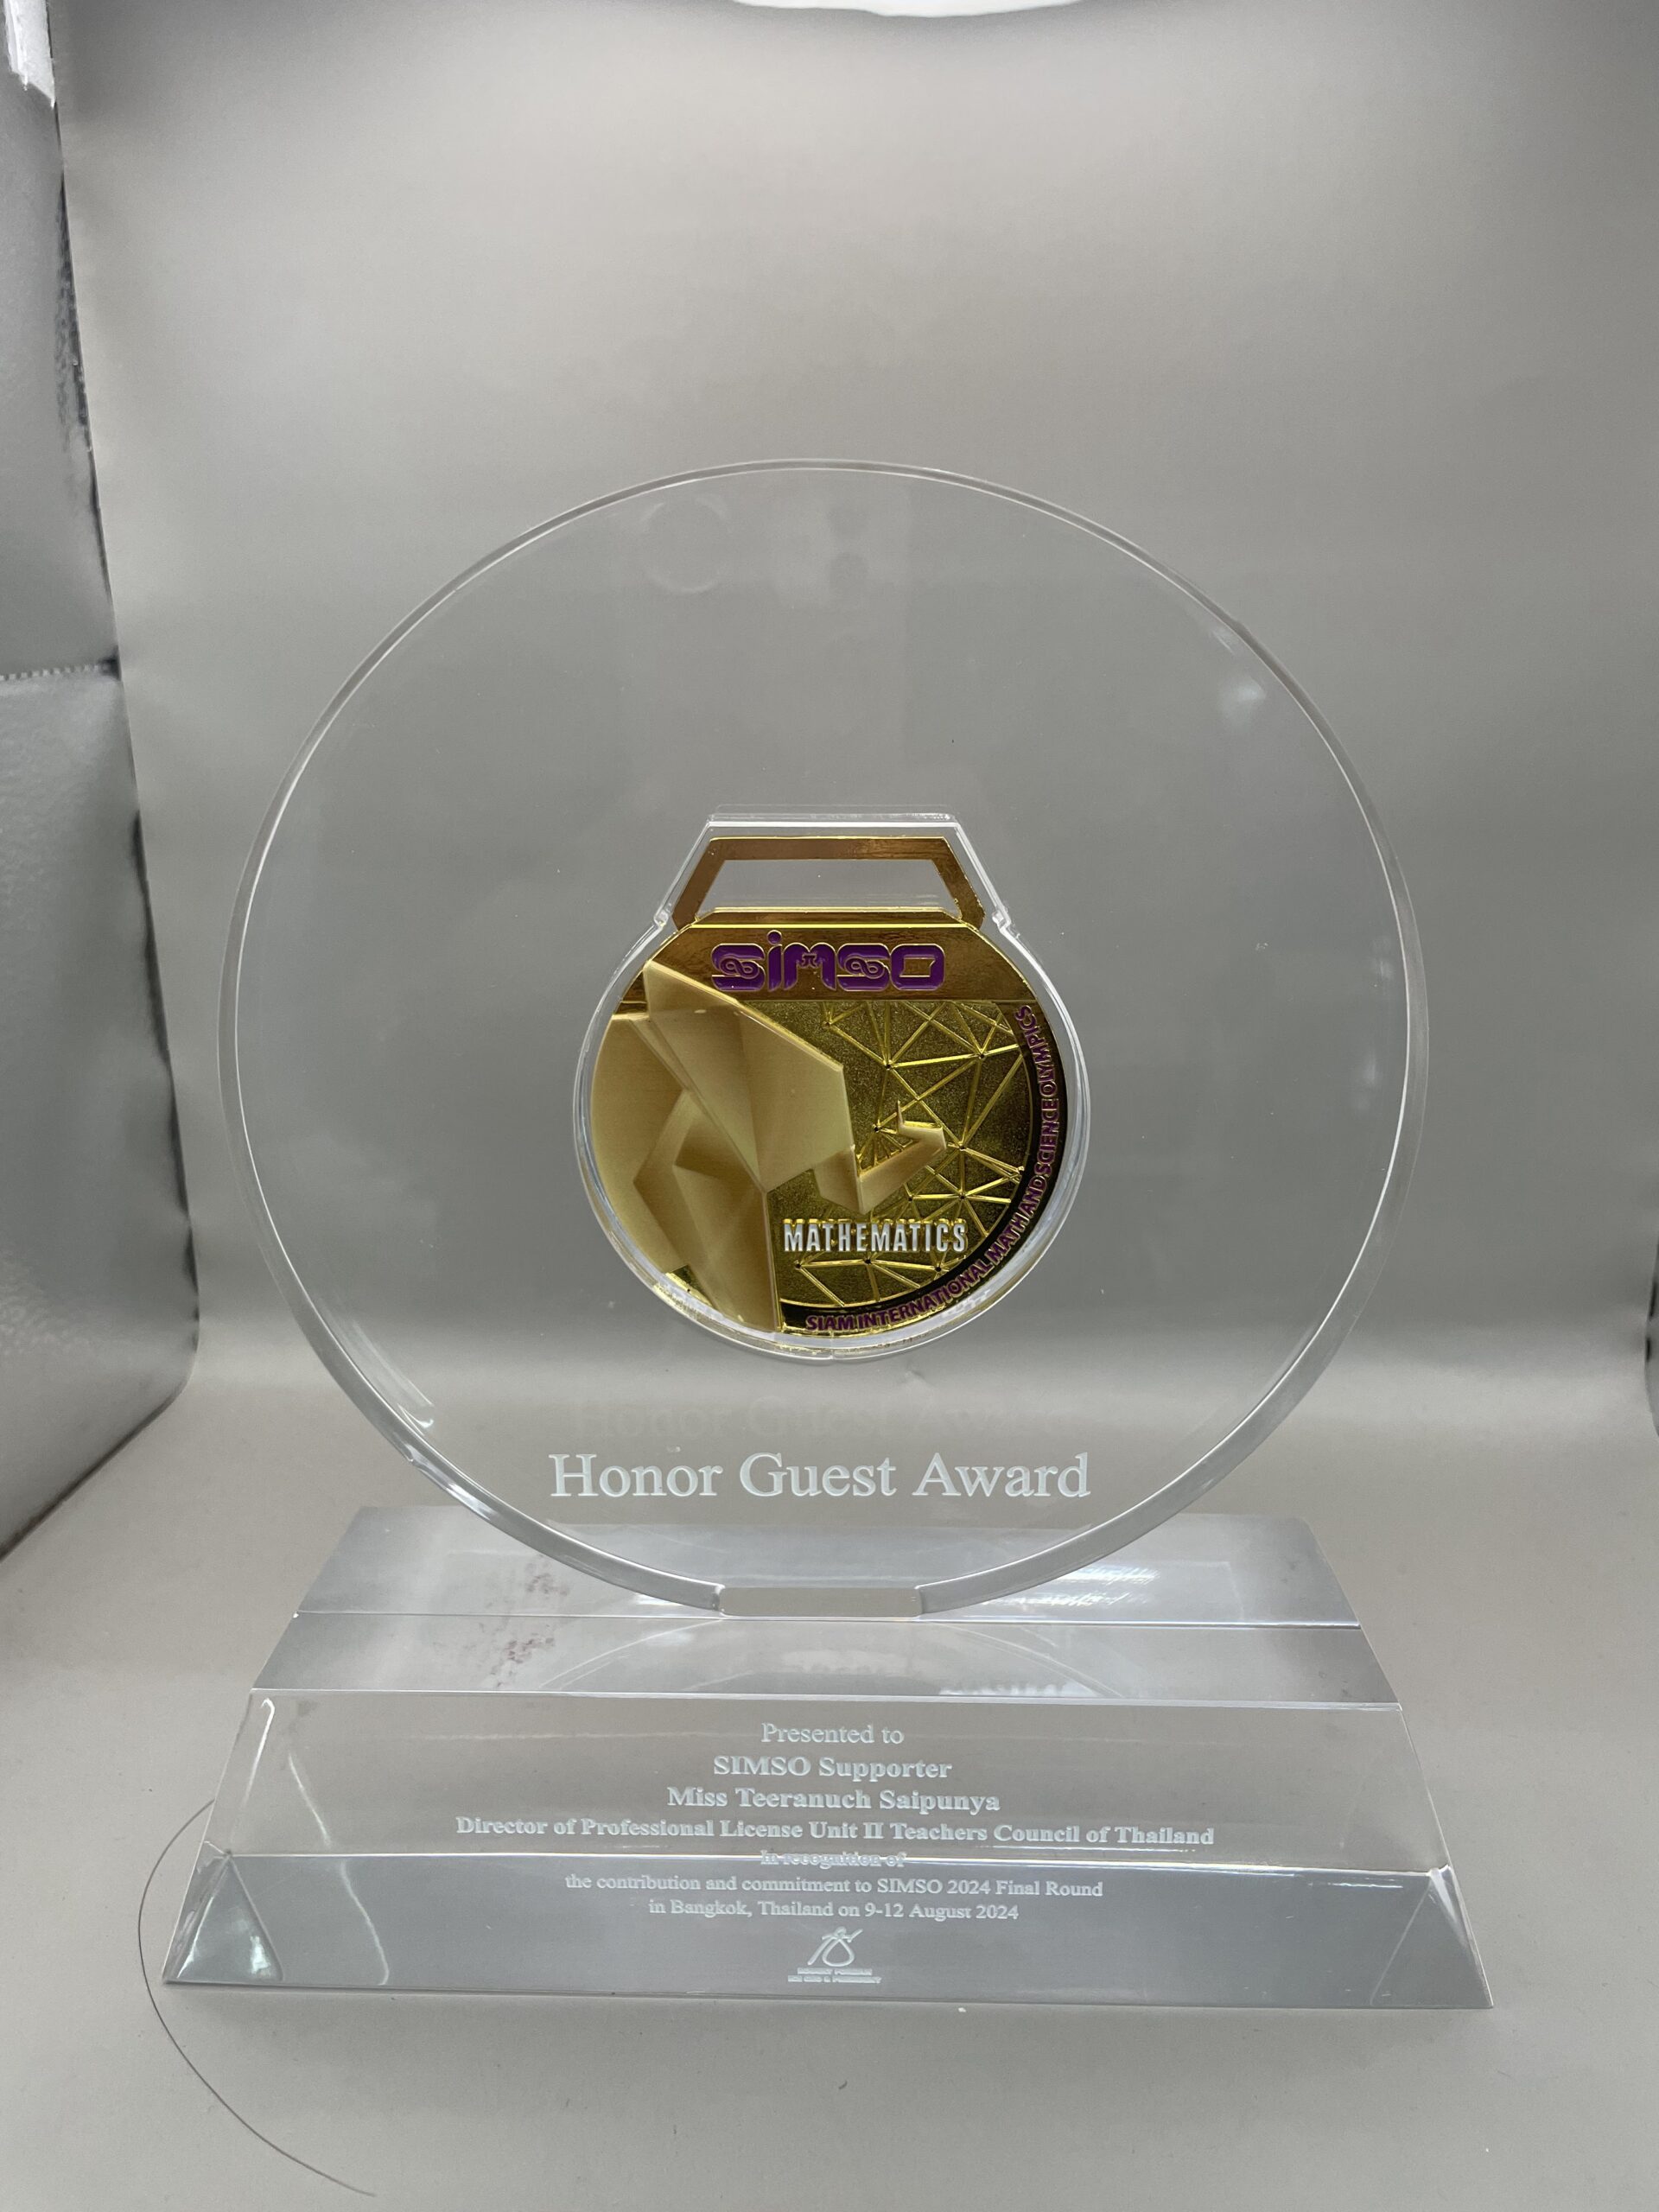 SIMSO
MATHEMATICS
SIAM INTERNATIONAL MATH AND SCIENCE OLYMPICS
Honor Guest Award
Presented to
SIMSO Supporter
Miss Teeranuch Saipunya
Director of Professional License Unit II Teachers Council of Thailand
In recognition of
the contribution and commitment to SIMSO 2024 Final Round
in Bangkok, Thailand on 9-12 August 2024